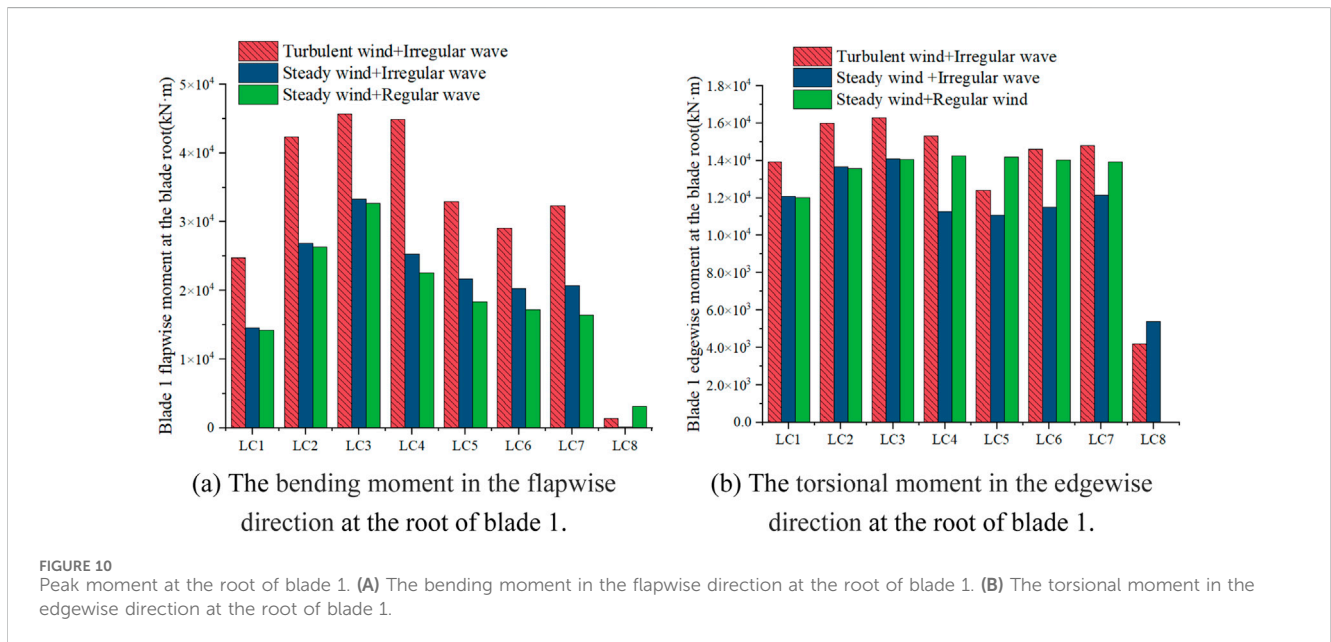 Turbulent wind+Irregular wave
Steady wind+Irregular wave
Steady wind+Regular wave
5×10⁴
4×10⁴
3×10⁴
2×10⁴
1×10⁴
0
Blade 1 flapwise moment at the blade root(kN·m)
LC1 LC2 LC3 LC4 LC5 LC6 LC7 LC8
(a) The bending moment in the flapwise
direction at the root of blade 1.
Turbulent wind+Irregular wave
Steady wind +Irregular wave
Steady wind+Regular wind
1.8×10⁴
1.6×10⁴
1.4×10⁴
1.2×10⁴
1.0×10⁴
8.0×10³
6.0×10³
4.0×10³
2.0×10³
0.0
Blade 1 edgewise moment at the blade root(kN·m)
LC1 LC2 LC3 LC4 LC5 LC6 LC7 LC8
(b) The torsional moment in the edgewise
direction at the root of blade 1.
FIGURE 10
Peak moment at the root of blade 1. (A) The bending moment in the flapwise direction at the root of blade 1. (B) The torsional moment in the
edgewise direction at the root of blade 1.